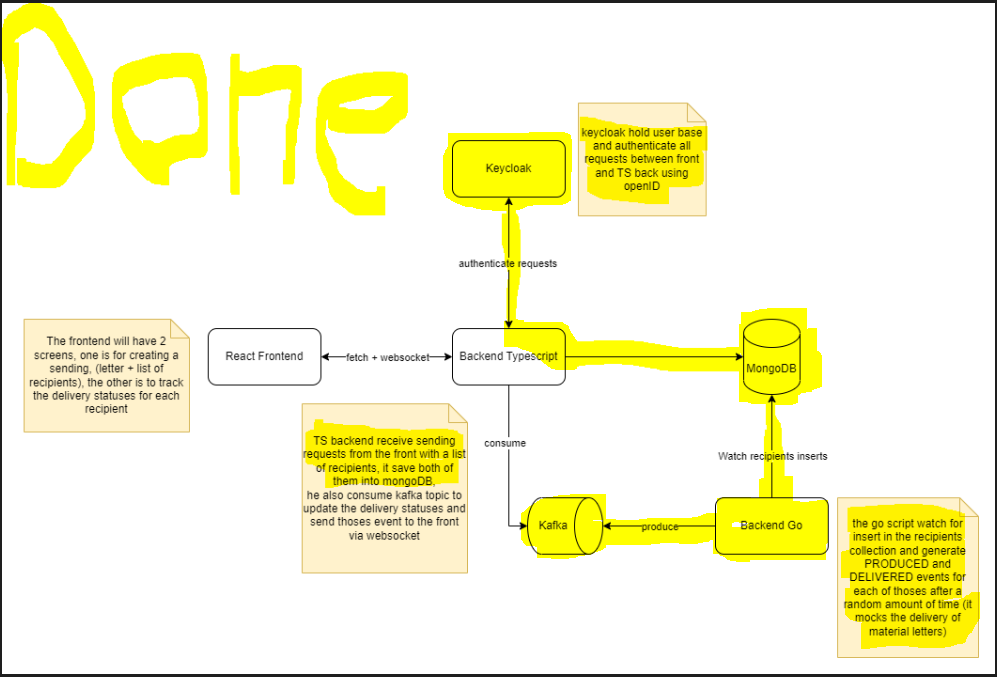 Done
keycloak hold user base
and authenticate all
requests between front
and TS back using
openID
Keycloak
authenticate requests
The frontend will have 2
screens, one is for creating a
sending, (letter + list of
recipients), the other is to track
the delivery statuses for each
recipient
React Frontend
fetch + websocket
Backend Typescript
MongoDB
TS backend receive sending
requests from the front with a list
of recipients, it save both of
them into mongoDB,
he also consume kafka topic to
update the delivery statuses and
send thoses event to the front
via websocket
consume
Watch recipients inserts
Kafka
produce
Backend Go
the go script watch for
insert in the recipients
collection and generate
PRODUCED and
DELIVERED events for
each of thoses after a
random amount of time (it
mocks the delivery of
material letters)